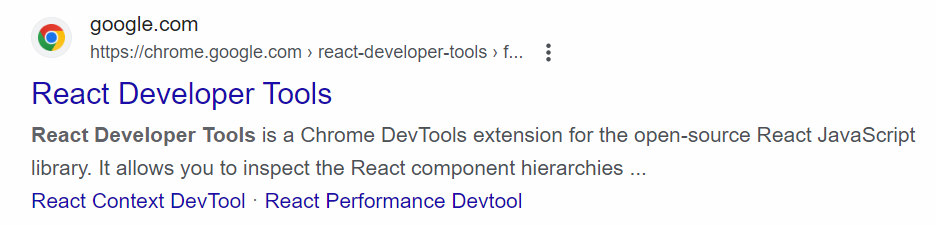 google.com
https://chrome.google.com › react-developer-tools › f...
React Developer Tools
React Developer Tools is a Chrome DevTools extension for the open-source React JavaScript
library. It allows you to inspect the React component hierarchies ...
React Context DevTool · React Performance Devtool